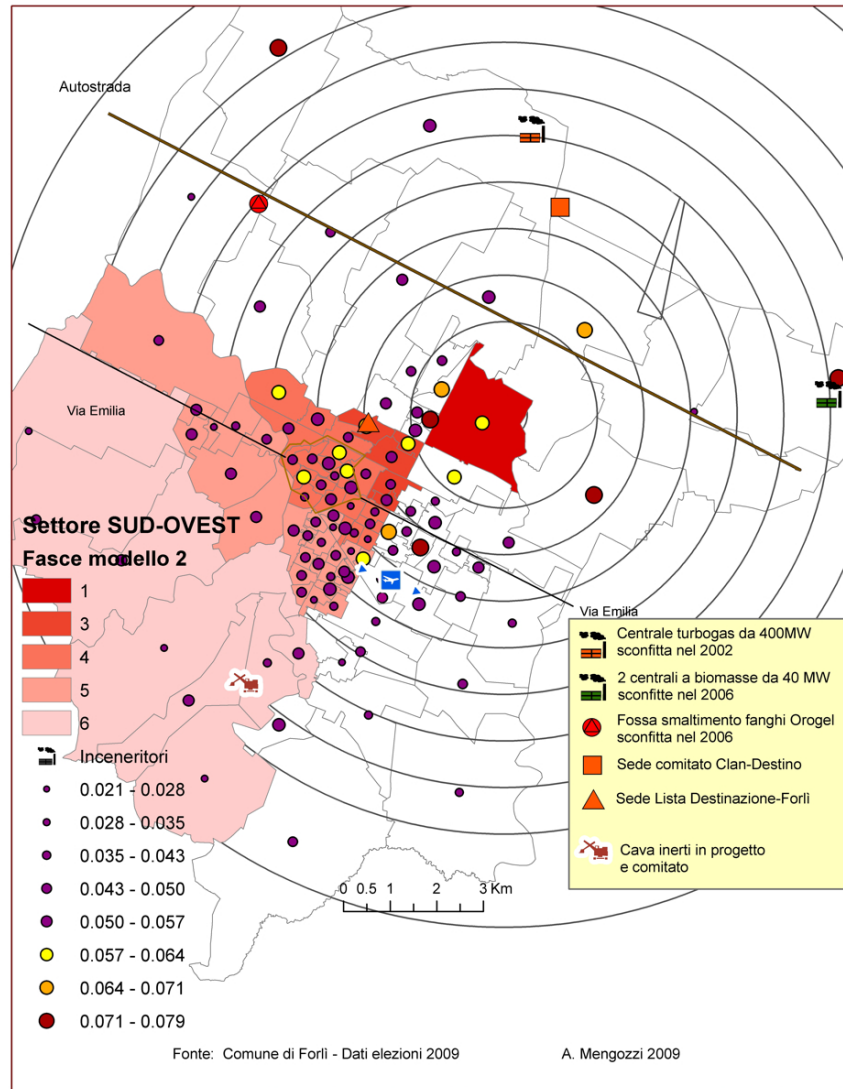 Autostrada
Via Emilia
Settore SUD-OVEST
Fasce modello 2
1
3
4
5
6
Inceneritori
0.021 - 0.028
0.028 - 0.035
0.035 - 0.043
0.043 - 0.050
0.050 - 0.057
0.057 - 0.064
0.064 - 0.071
0.071 - 0.079
0 0.5 1 2 3 Km
Via Emilia
Centrale turbogas da 400MW
sconfitta nel 2002
2 centrali a biomasse da 40 MW
sconfitte nel 2006
Fossa smaltimento fanghi Orogel
sconfitta nel 2006
Sede comitato Clan-Destino
Sede Lista Destinazione-Forlì
Cava inerti in progetto
e comitato
Fonte: Comune di Forlì - Dati elezioni 2009 A. Mengozzi 2009